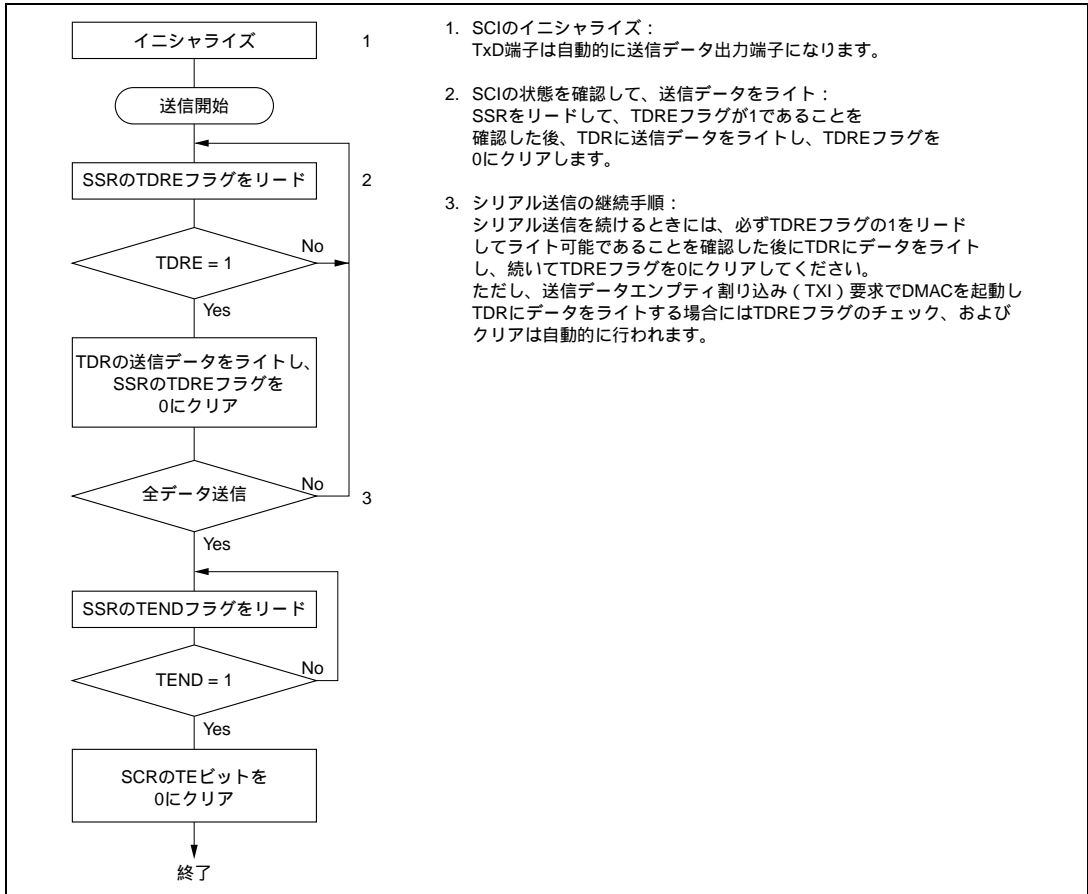 イニシャライズ
1
送信開始
SSRのTDREフラグをリード
2
TDRE = 1
No
Yes
TDRの送信データをライトし、
SSRのTDREフラグを
0にクリア
全データ送信
No
3
Yes
SSRのTENDフラグをリード
TEND = 1
No
Yes
SCRのTEビットを
0にクリア
終了
1. SCIのイニシャライズ：
TxD端子は自動的に送信データ出力端子になります。
2. SCIの状態を確認して、送信データをライト：
SSRをリードして、TDREフラグが1であることを
確認した後、TDRに送信データをライトし、TDREフラグを
0にクリアします。
3. シリアル送信の継続手順：
シリアル送信を続けるときには、必ずTDREフラグの1をリード
してライト可能であることを確認した後にTDRにデータをライト
し、続いてTDREフラグを0にクリアしてください。
ただし、送信データエンプティ割り込み（TXI）要求でDMACを起動し
TDRにデータをライトする場合にはTDREフラグのチェック、および
クリアは自動的に行われます。